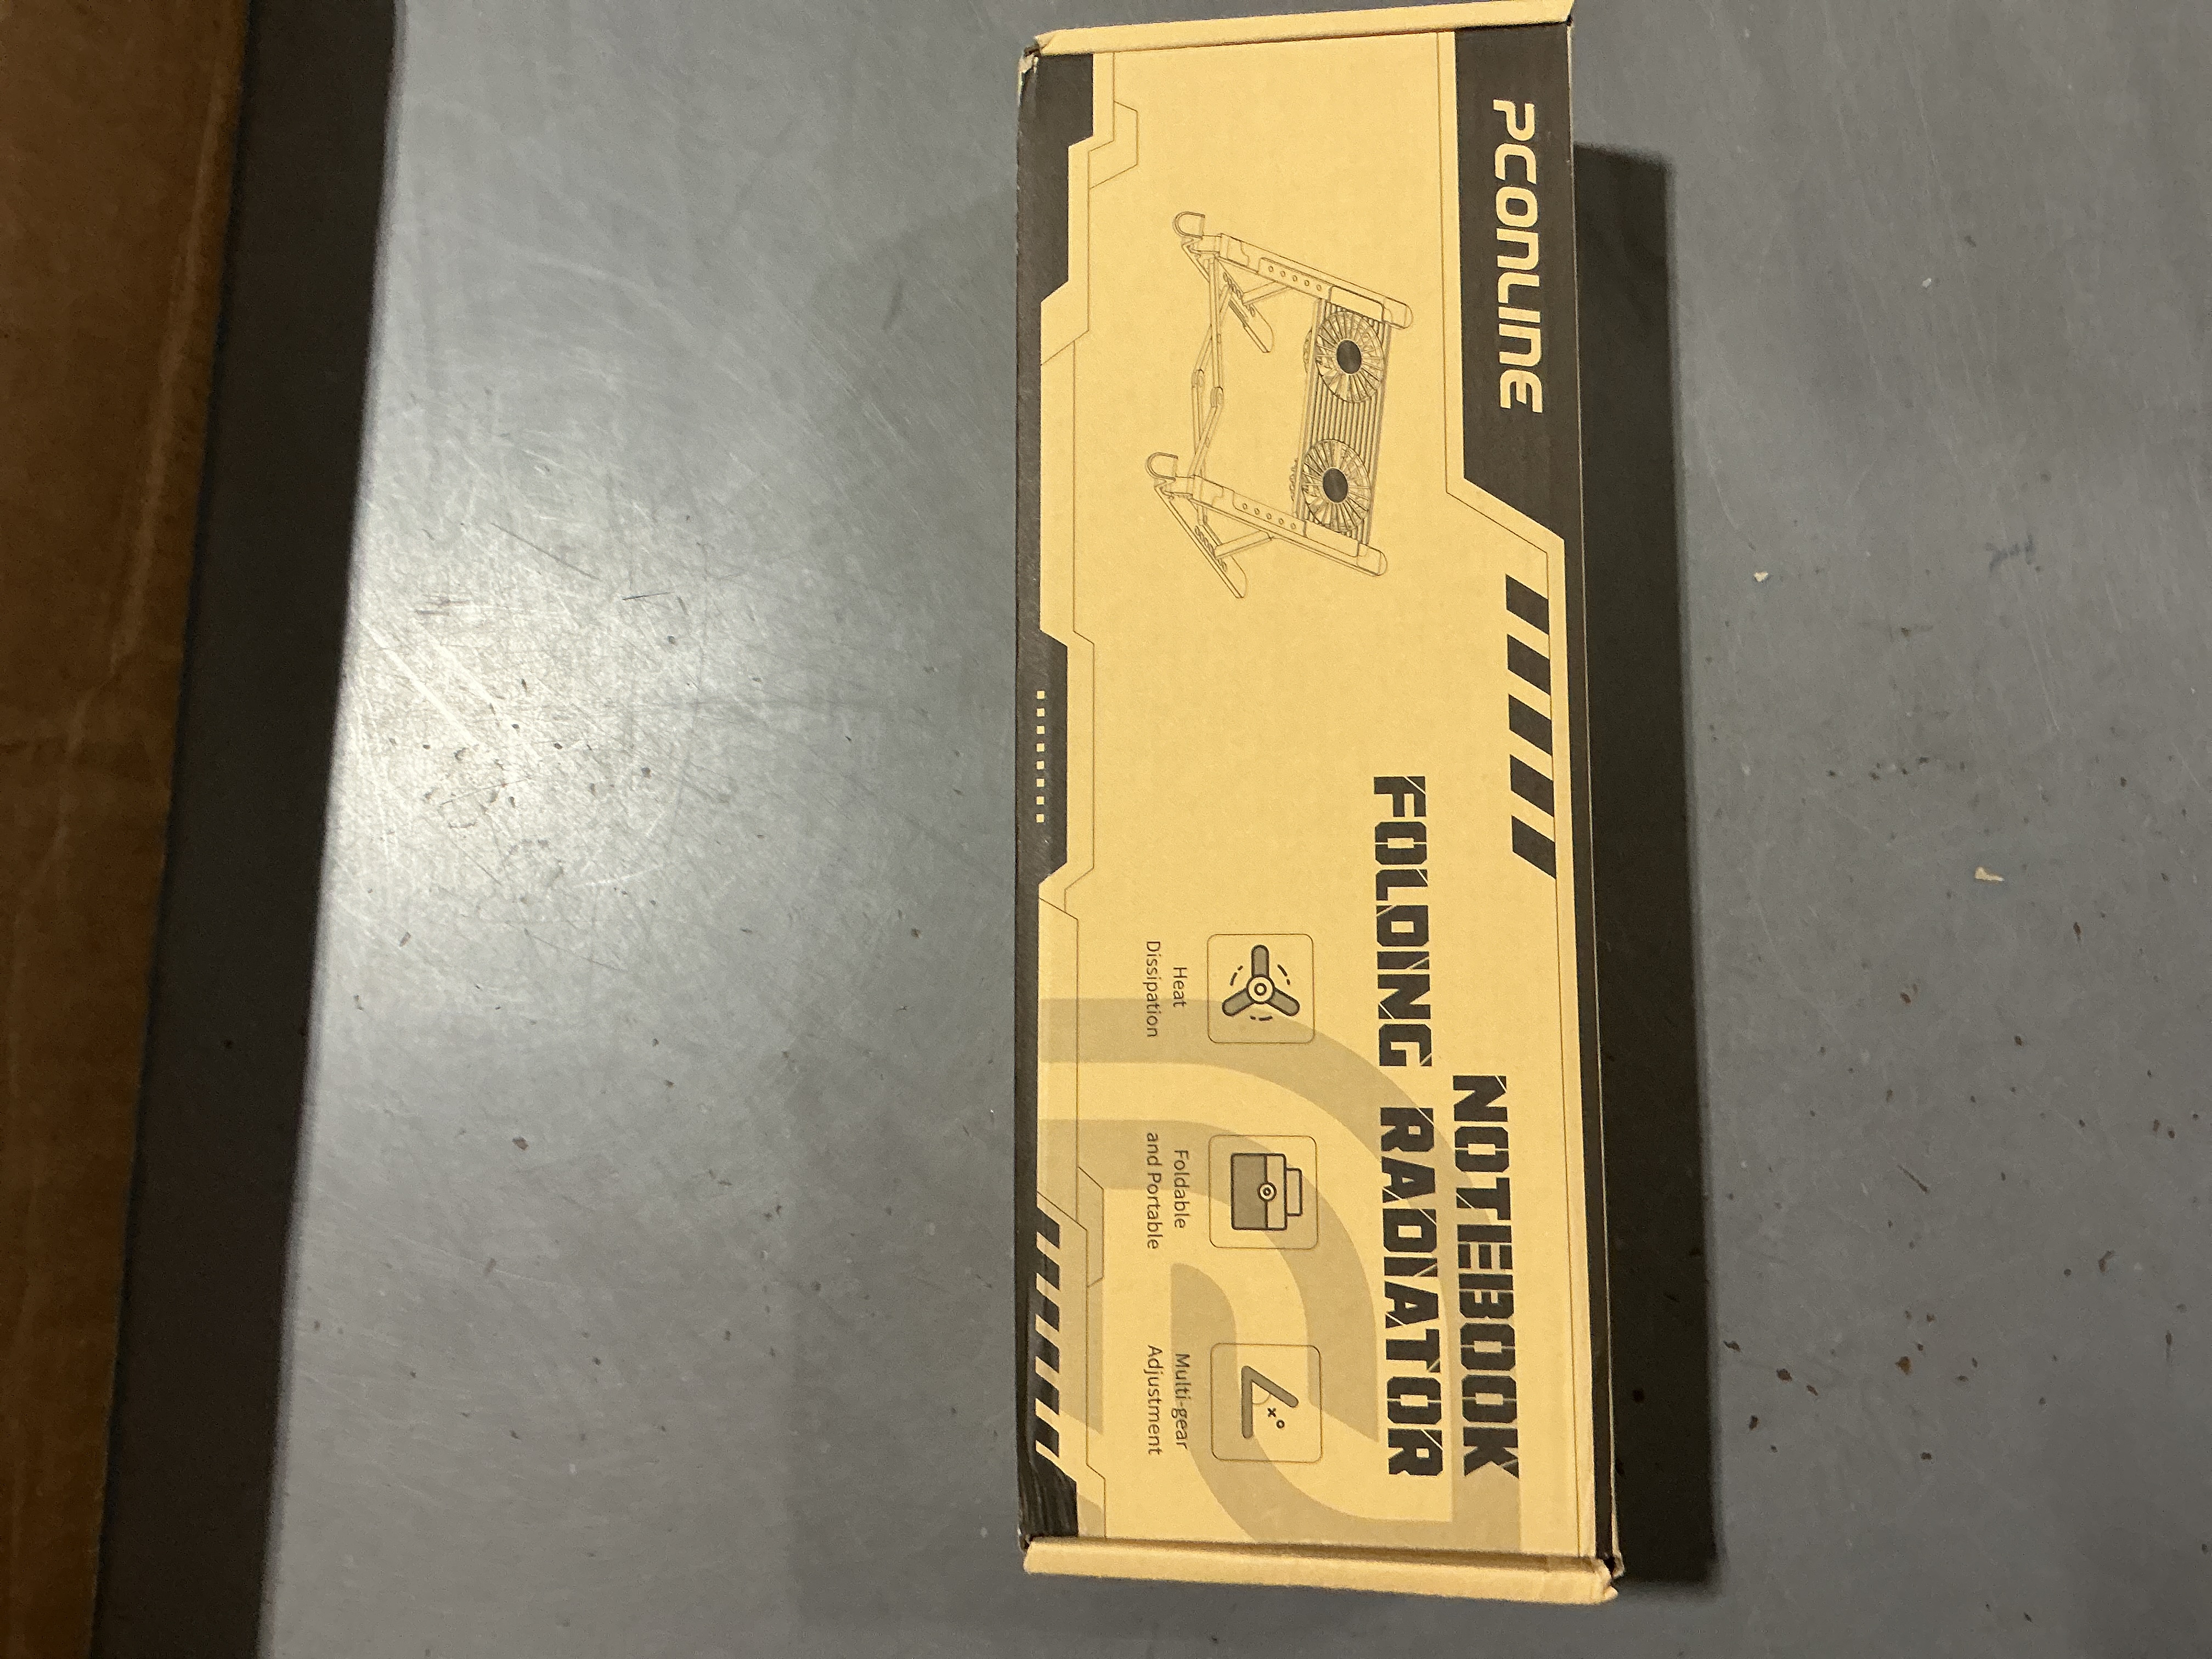 PCONLINE
NOTEBOOK
FOLDING RADIATOR
Heat
Dissipation
Foldable
and Portable
x°
Multi-gear
Adjustment